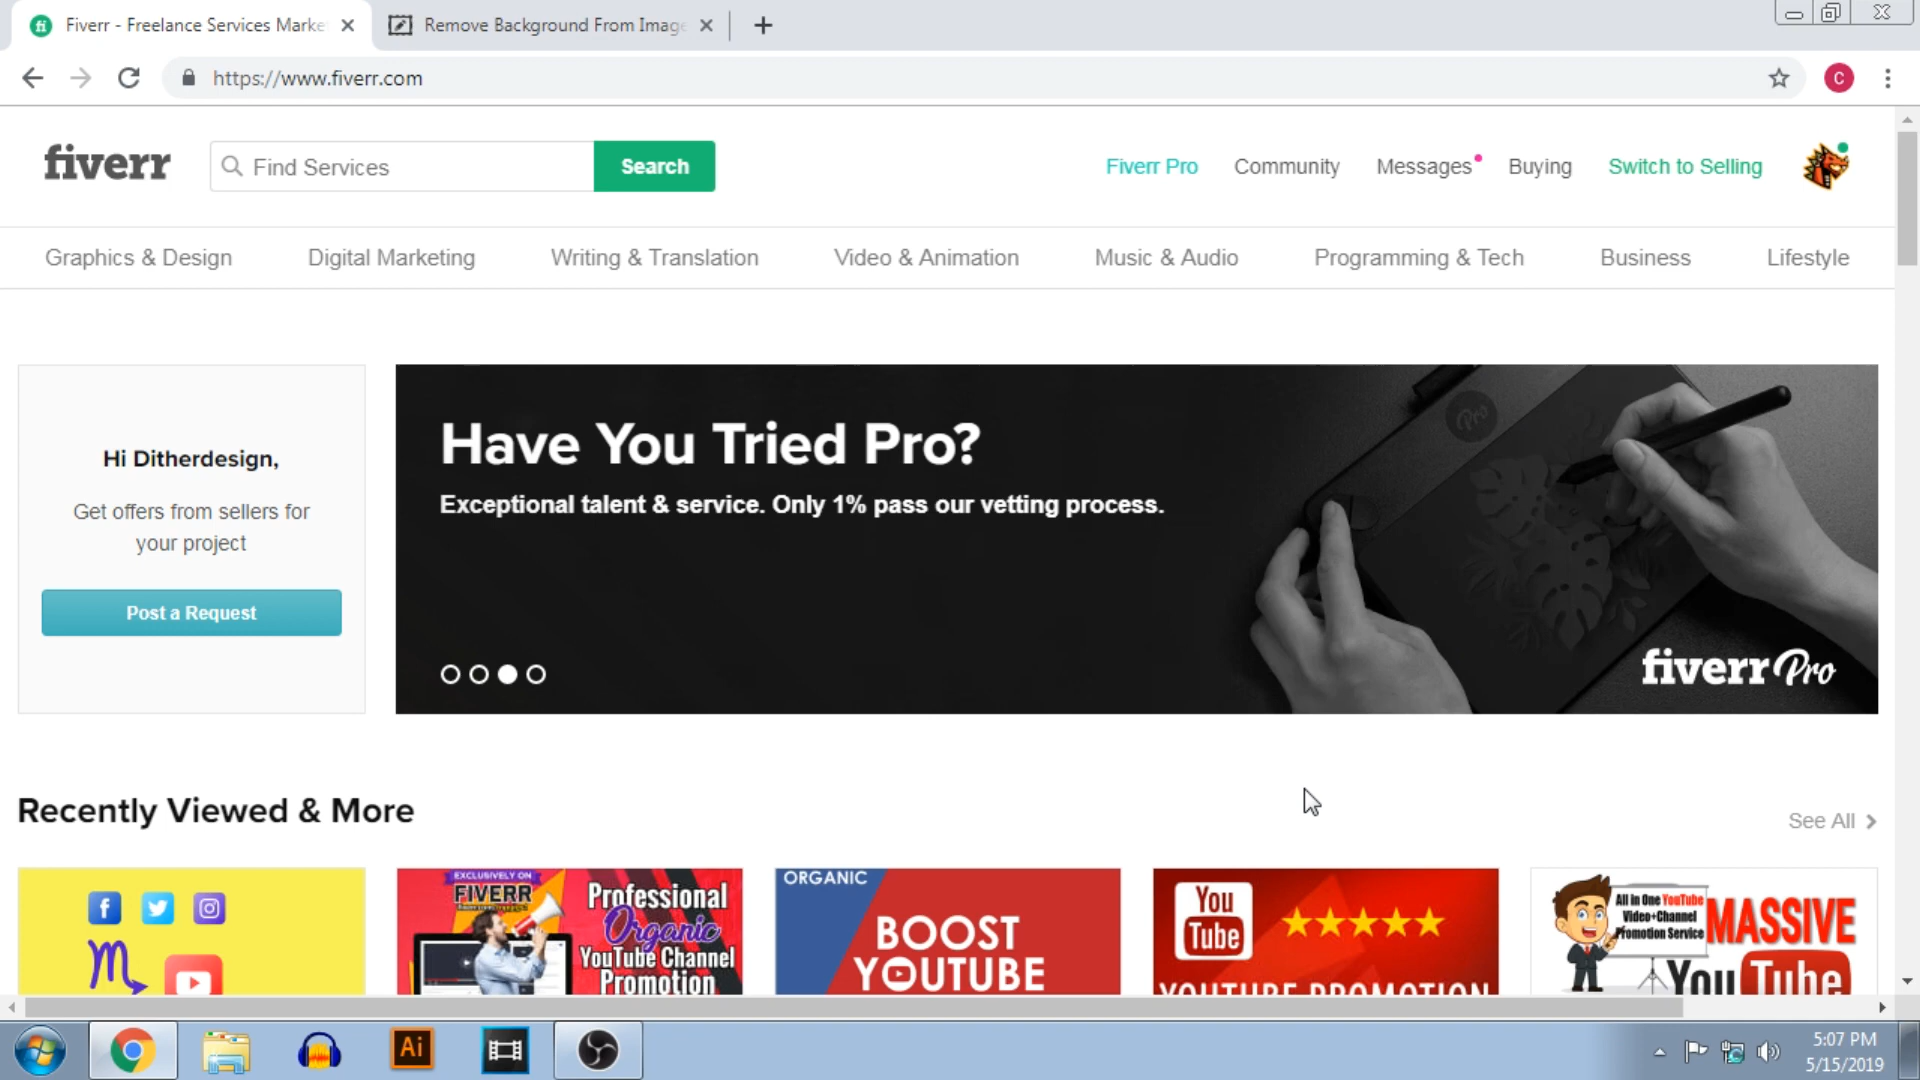 Fiverr - Freelance Services Marke
Remove Background From Image
https://www.fiverr.com
C
fiverr
Find Services
Search
Fiverr Pro
Community
Messages
Buying
Switch to Selling
Graphics & Design
Digital Marketing
Writing & Translation
Video & Animation
Music & Audio
Programming & Tech
Business
Lifestyle
Hi Ditherdesign,
Get offers from sellers for
your project
Post a Request
Have You Tried Pro?
Exceptional talent & service. Only 1% pass our vetting process.
Pro
fiverr Pro
Recently Viewed & More
See All
EXCLUSIVELY ON
FIVERR
Professional
Organic
YouTube Channel
Promotion
ORGANIC
BOOST
YOUTUBE
You
Tube
YOUTUBE PROMOTION
All in One YouTube
Video+Channel
Promotion Service
MASSIVE
You Tube
Ai
5:07 PM
5/15/2019